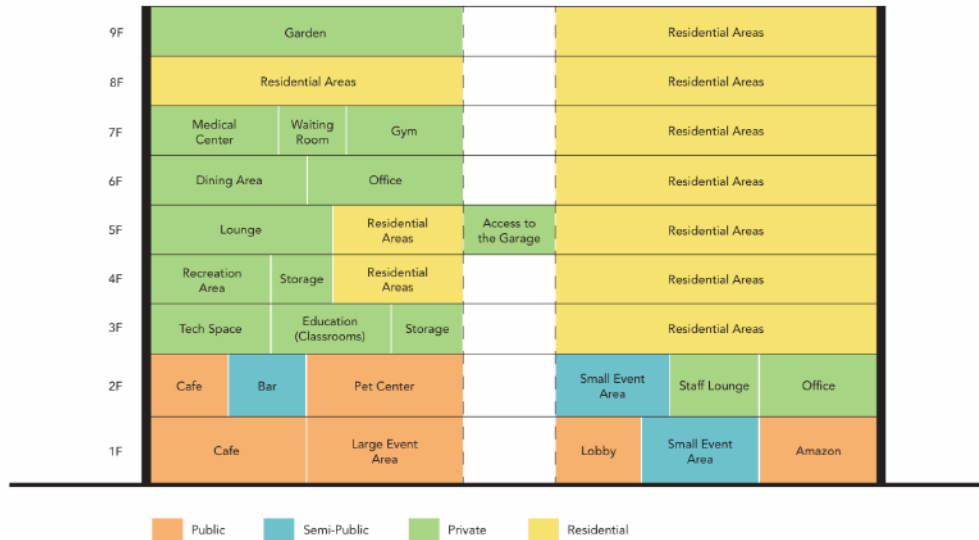 9F
Garden
Residential Areas
8F
Residential Areas
Residential Areas
7F
Medical
Center
Waiting
Room
Gym
Residential Areas
6F
Dining Area
Office
Residential Areas
5F
Lounge
Residential
Areas
Access to
the Garage
Residential Areas
4F
Recreation
Area
Storage
Residential
Areas
Residential Areas
3F
Tech Space
Education
(Classrooms)
Storage
Residential Areas
2F
Cafe
Bar
Pet Center
Small Event
Area
Staff Lounge
Office
1F
Cafe
Large Event
Area
Lobby
Small Event
Area
Amazon
Public
Semi-Public
Private
Residential